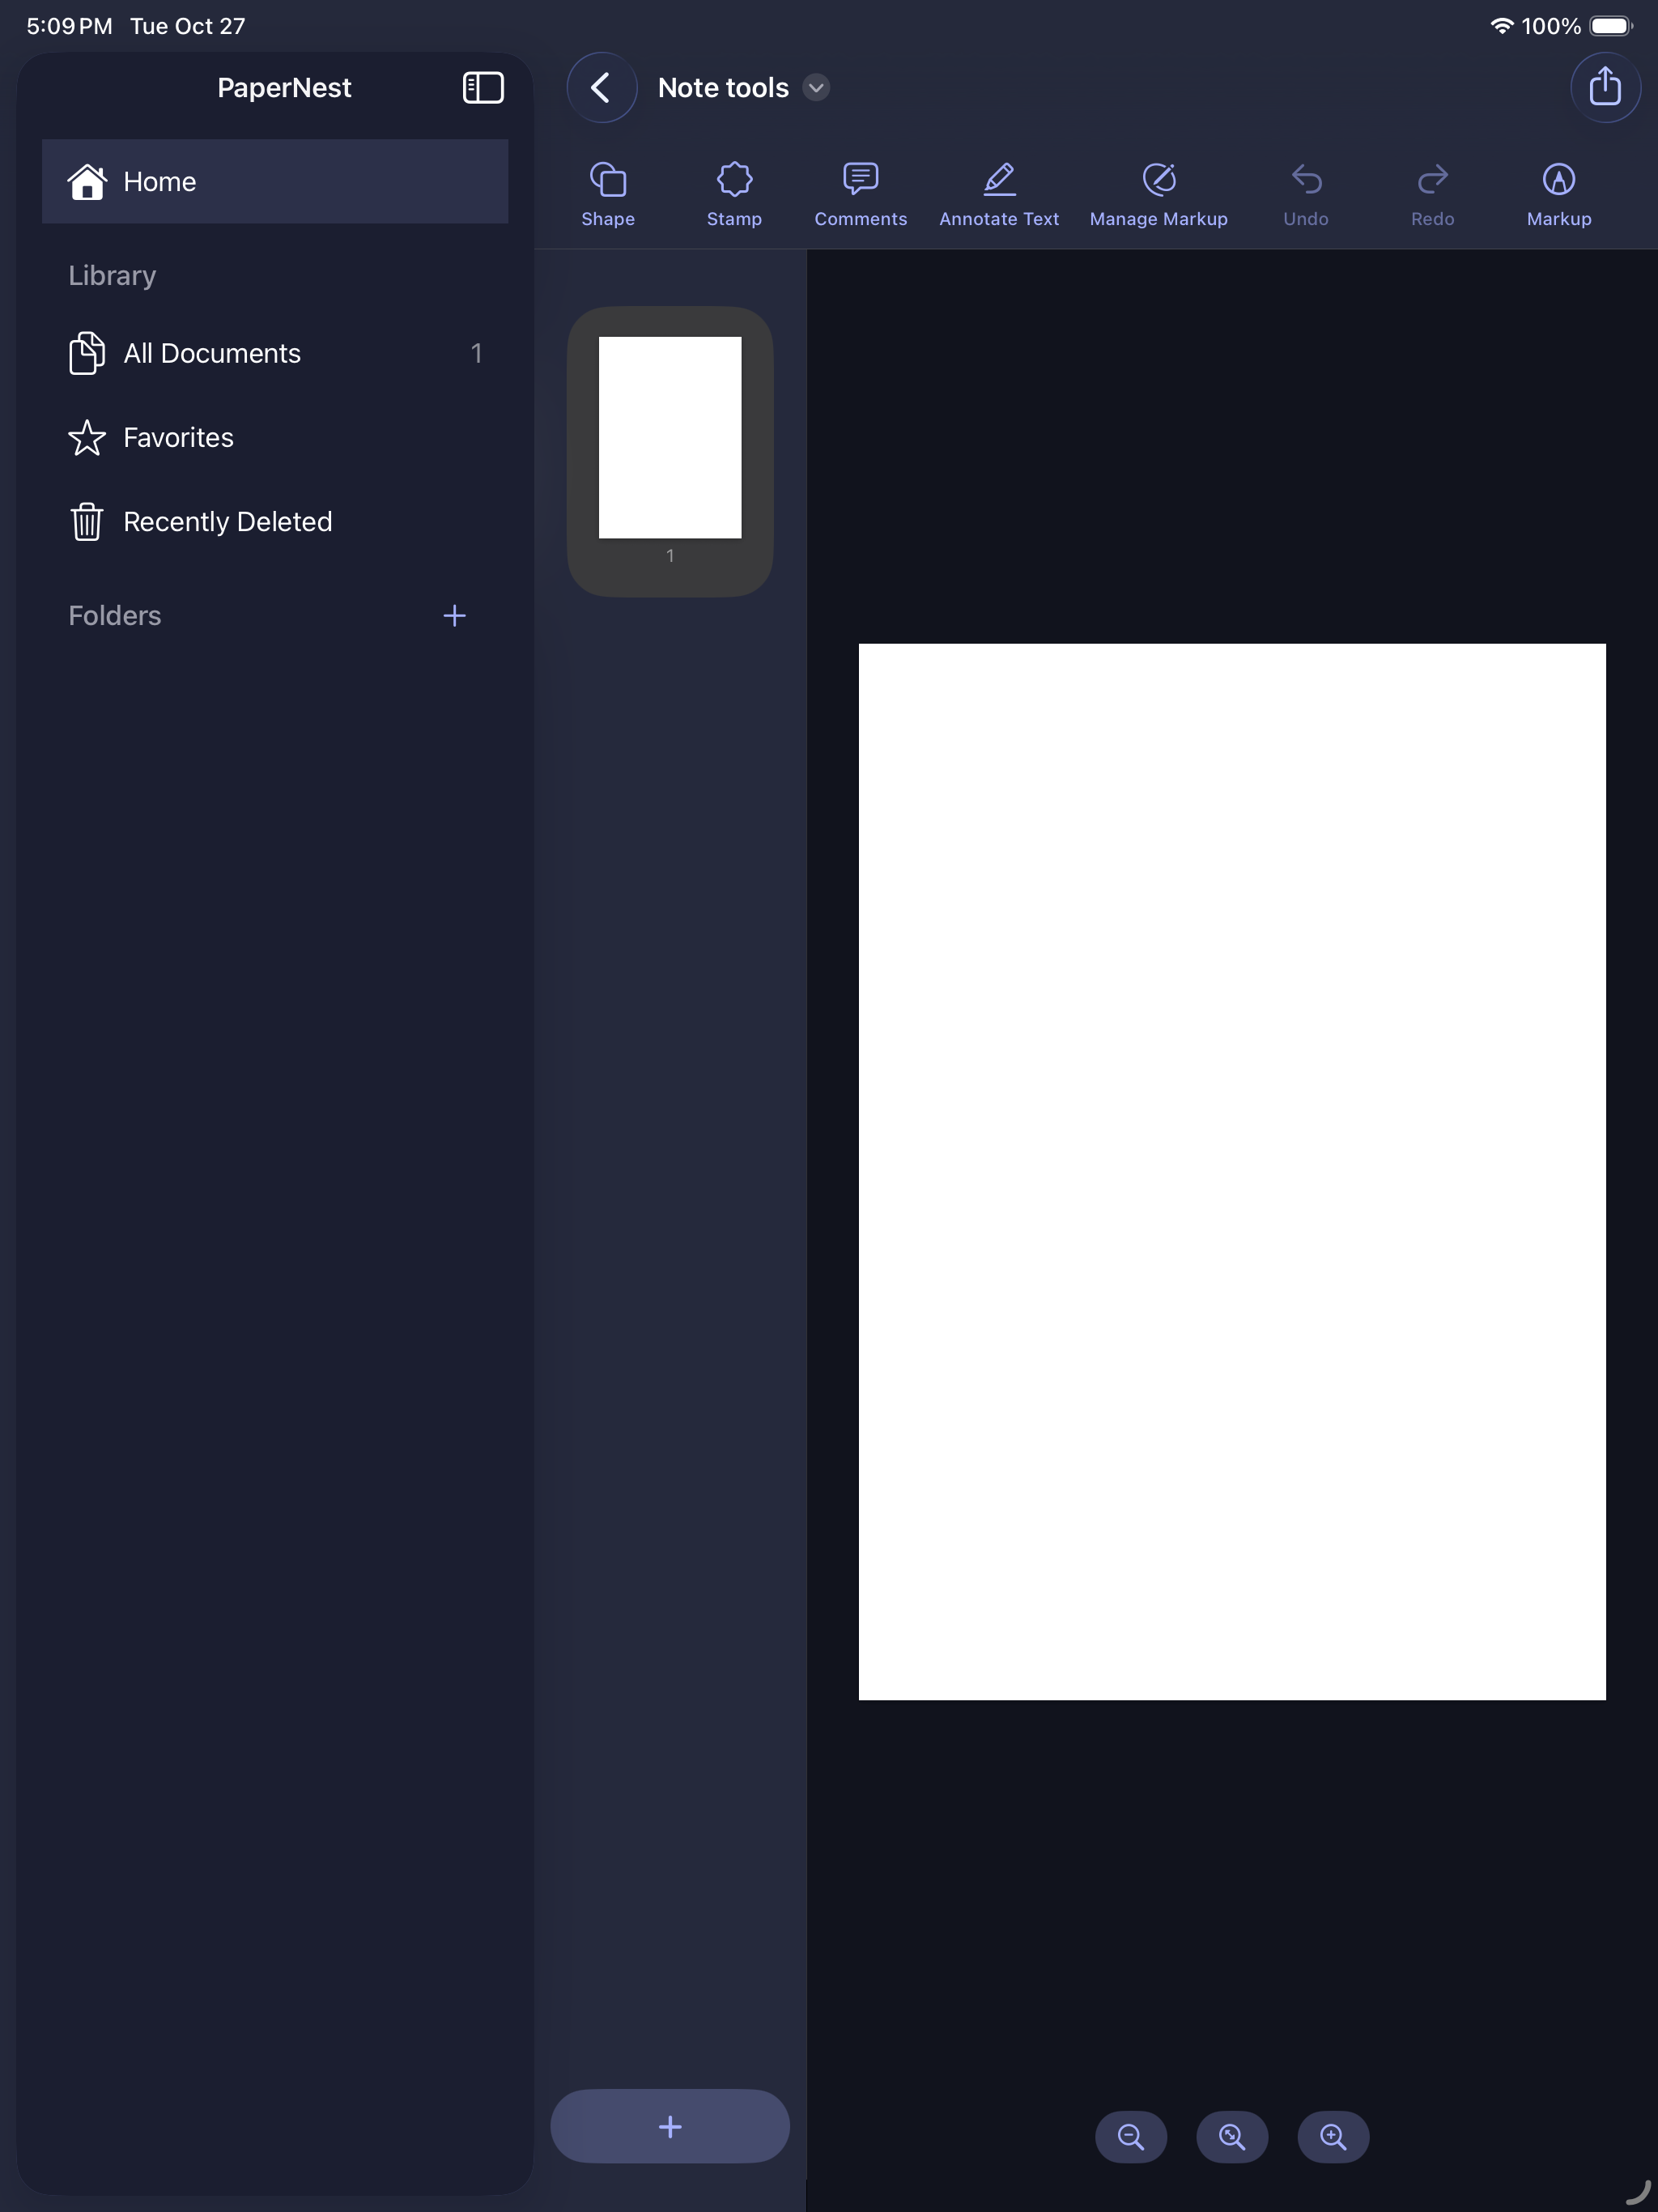 5:09 PM Tue Oct 27
100%
PaperNest
Home
Library
All Documents 1
Favorites
Recently Deleted
Folders
Note tools
Shape Stamp Comments Annotate Text Manage Markup Undo Redo Markup
1